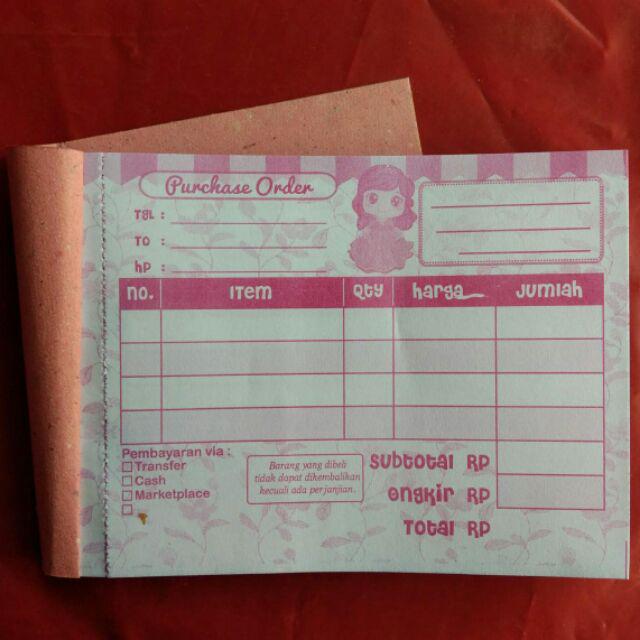 Purchase Order
TGL :
TO :
hp :
no. ITEM QTY harga JUMLAH
Pembayaran via :
Transfer
Cash
Marketplace
Barang yang dibeli
tidak dapat dikembalikan
kecuali ada perjanjian.
SUBTOTAL RP
ongkir RP
TOTAL RP